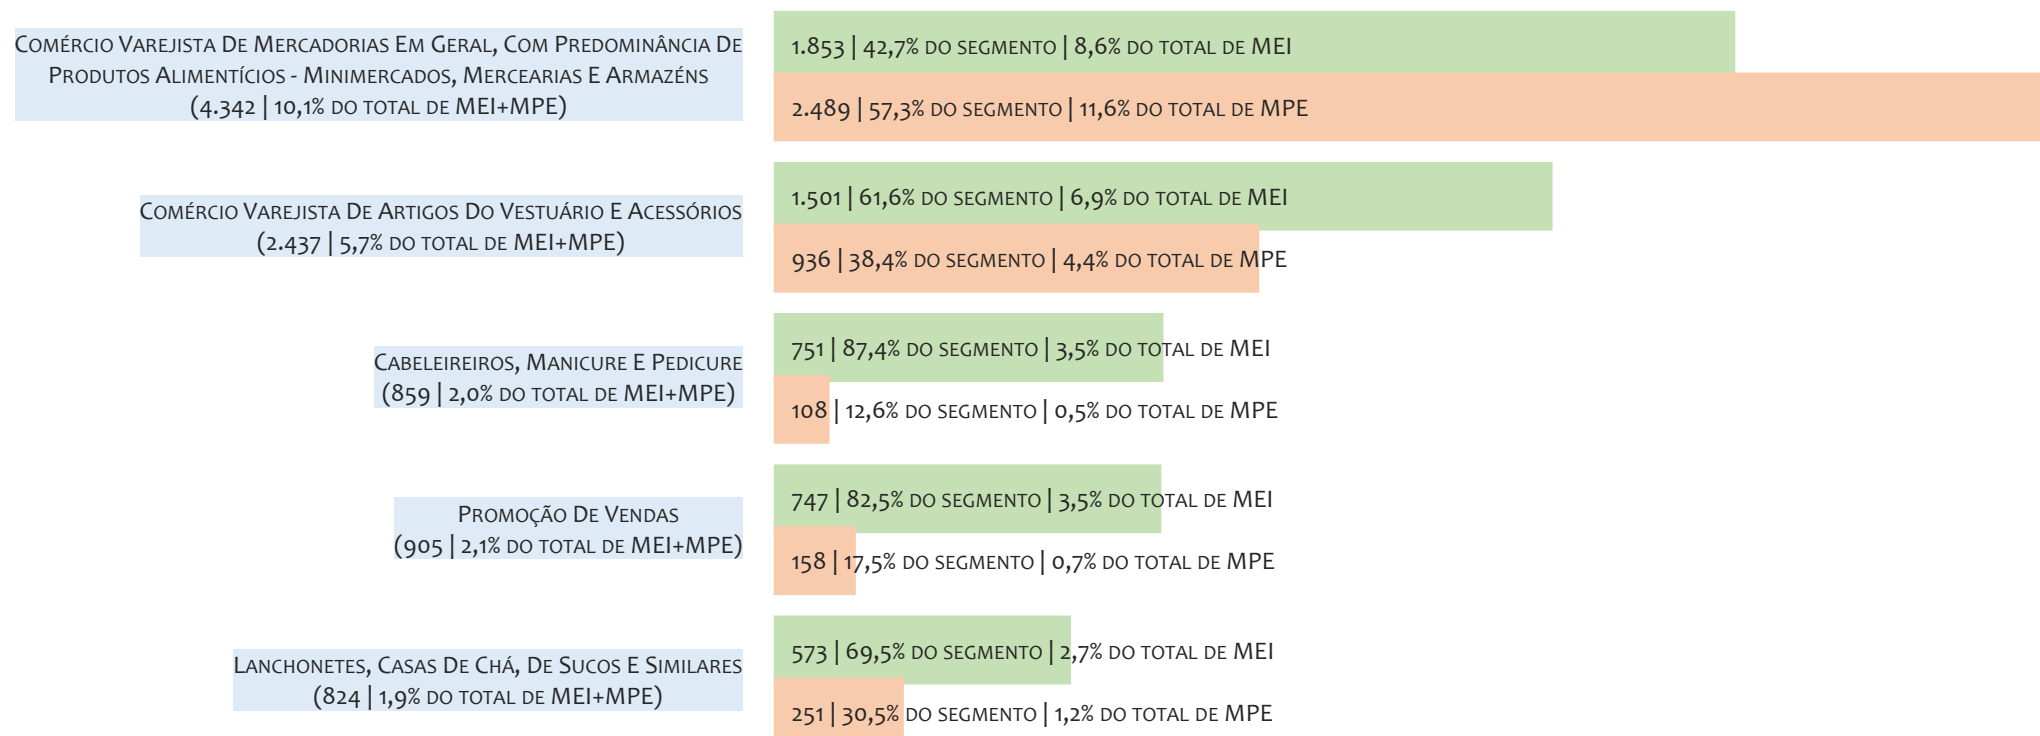 Comércio Varejista De Mercadorias Em Geral, Com Predominância De
Produtos Alimentícios - Minimercados, Mercearias E Armazéns
(4.342 | 10,1% do total de MEI+MPE)
1.853 | 42,7% do segmento | 8,6% do total de MEI
2.489 | 57,3% do segmento | 11,6% do total de MPE
Comércio Varejista De Artigos Do Vestuário E Acessórios
(2.437 | 5,7% do total de MEI+MPE)
1.501 | 61,6% do segmento | 6,9% do total de MEI
936 | 38,4% do segmento | 4,4% do total de MPE
Cabeleireiros, Manicure E Pedicure
(859 | 2,0% do total de MEI+MPE)
751 | 87,4% do segmento | 3,5% do total de MEI
108 | 12,6% do segmento | 0,5% do total de MPE
Promoção De Vendas
(905 | 2,1% do total de MEI+MPE)
747 | 82,5% do segmento | 3,5% do total de MEI
158 | 17,5% do segmento | 0,7% do total de MPE
Lanchonetes, Casas De Chá, De Sucos E Similares
(824 | 1,9% do total de MEI+MPE)
573 | 69,5% do segmento | 2,7% do total de MEI
251 | 30,5% do segmento | 1,2% do total de MPE